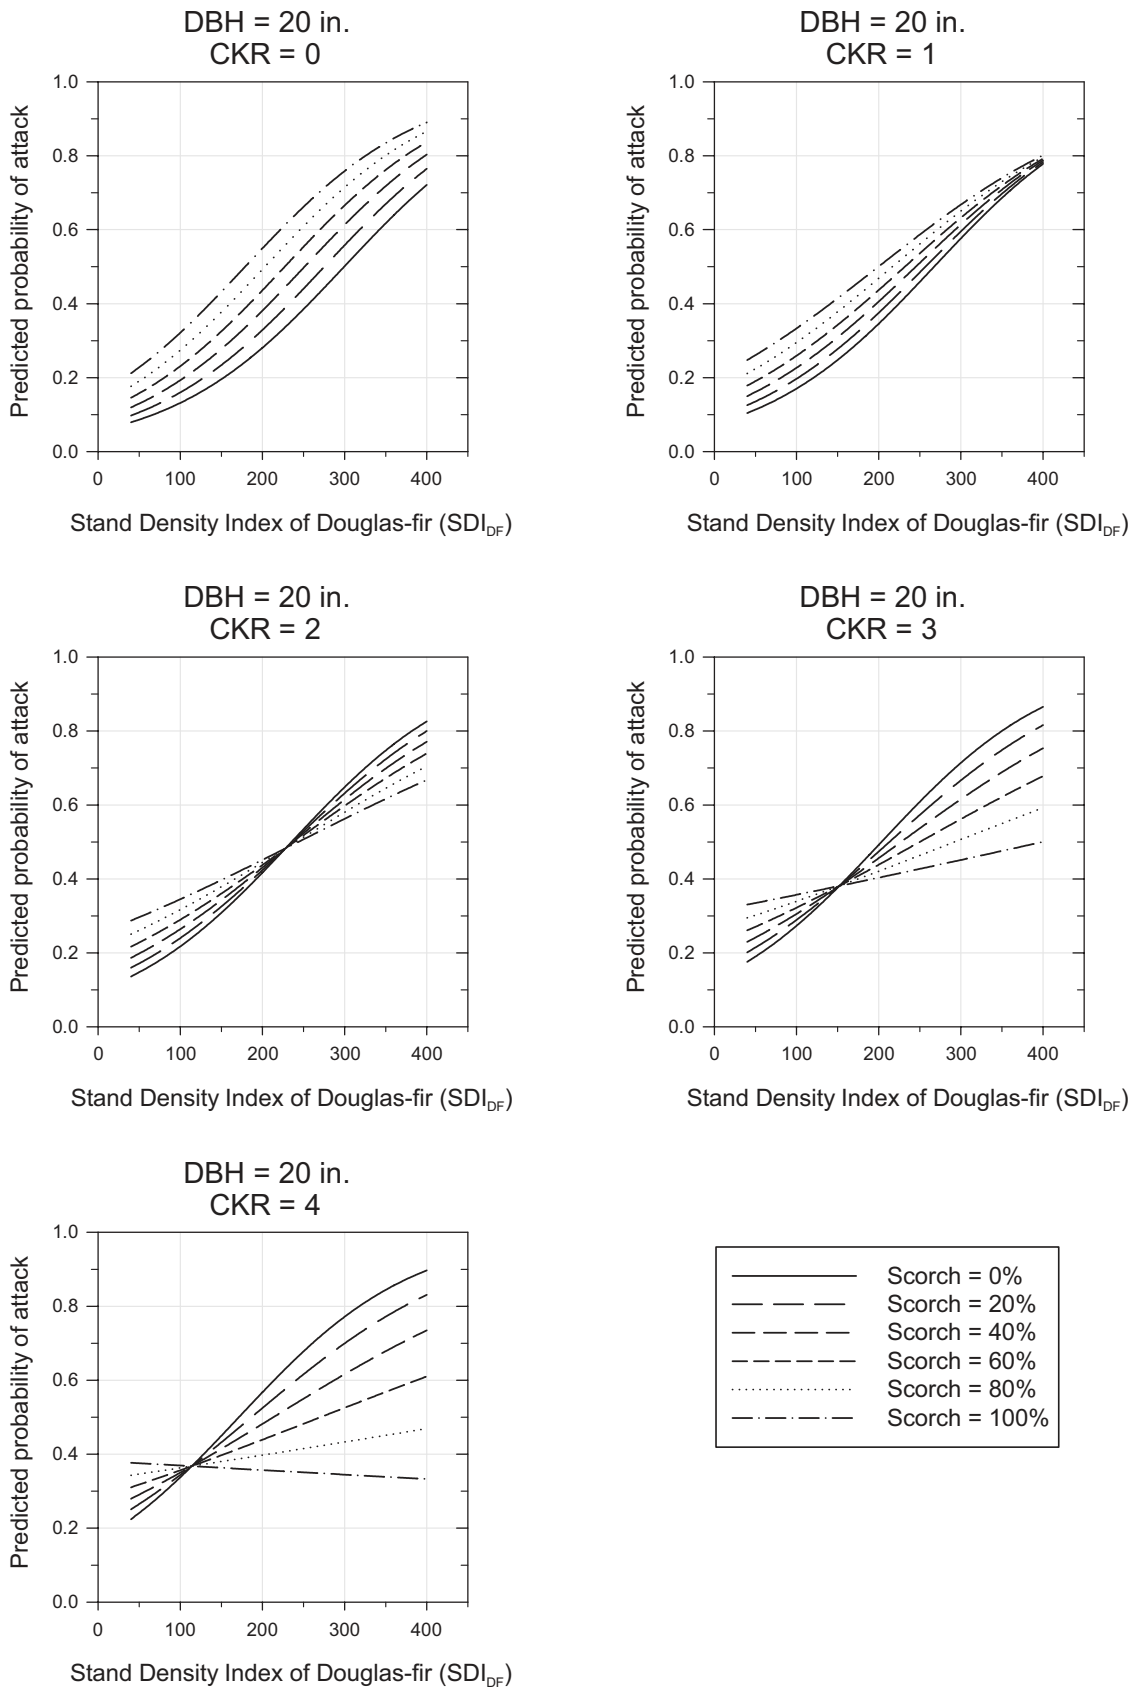 DBH = 20 in.
CKR = 0
Predicted probability of attack
1.0
0.8
0.6
0.4
0.2
0.0
0 100 200 300 400
Stand Density Index of Douglas-fir (SDI_DF)
DBH = 20 in.
CKR = 1
Predicted probability of attack
1.0
0.8
0.6
0.4
0.2
0.0
0 100 200 300 400
Stand Density Index of Douglas-fir (SDI_DF)
DBH = 20 in.
CKR = 2
Predicted probability of attack
1.0
0.8
0.6
0.4
0.2
0.0
0 100 200 300 400
Stand Density Index of Douglas-fir (SDI_DF)
DBH = 20 in.
CKR = 3
Predicted probability of attack
1.0
0.8
0.6
0.4
0.2
0.0
0 100 200 300 400
Stand Density Index of Douglas-fir (SDI_DF)
DBH = 20 in.
CKR = 4
Predicted probability of attack
1.0
0.8
0.6
0.4
0.2
0.0
0 100 200 300 400
Stand Density Index of Douglas-fir (SDI_DF)
Scorch = 0%
Scorch = 20%
Scorch = 40%
Scorch = 60%
Scorch = 80%
Scorch = 100%